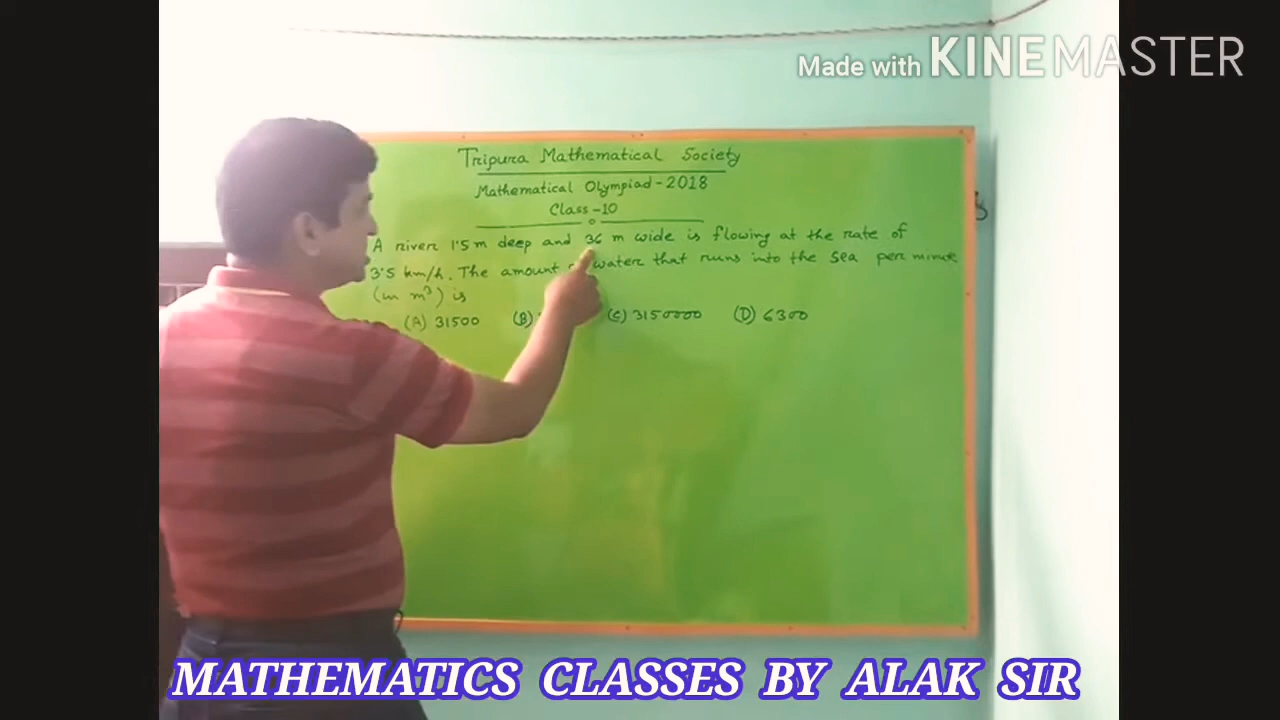 Made with KINEMASTER
Tripura Mathematical Society
Mathematical Olympiad - 2018
Class - 10
A river 1.5 m deep and 36 m wide is flowing at the rate of
3.5 km/h. The amount water that runs into the sea per minute
(in m³) is
(A) 31500 (B) (C) 3150000 (D) 6300
MATHEMATICS CLASSES BY ALAK SIR